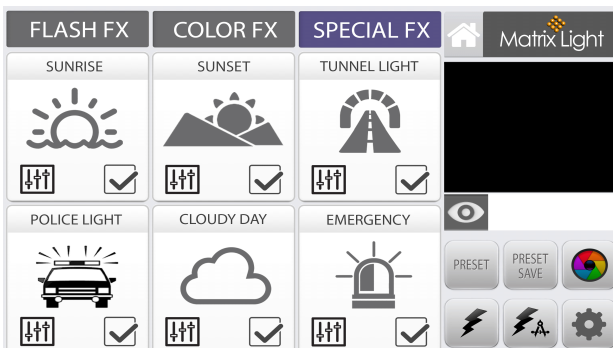 FLASH FX
COLOR FX
SPECIAL FX
Matrix Light
SUNRISE
SUNSET
TUNNEL LIGHT
POLICE LIGHT
CLOUDY DAY
EMERGENCY
PRESET
PRESET
SAVE